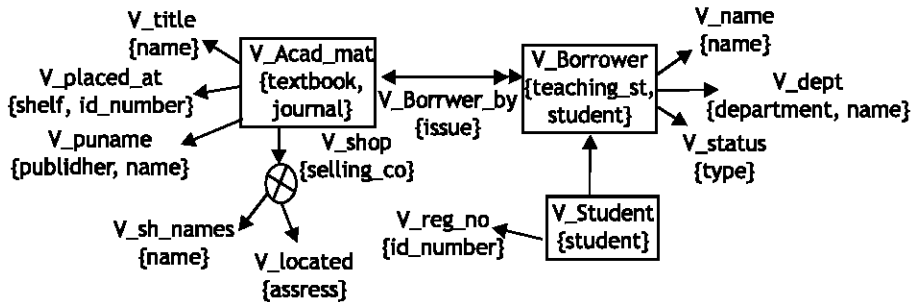 V_title
{name}
V_placed_at
{shelf, id_number}
V_puname
{publidher, name}
V_Acad_mat
{textbook,
journal}
V_shop
{selling_co}
V_sh_names
{name}
V_located
{assress}
V_Borrwer_by
{issue}
V_Borrower
{teaching_st,
student}
V_name
{name}
V_dept
{department, name}
V_status
{type}
V_reg_no
{id_number}
V_Student
{student}